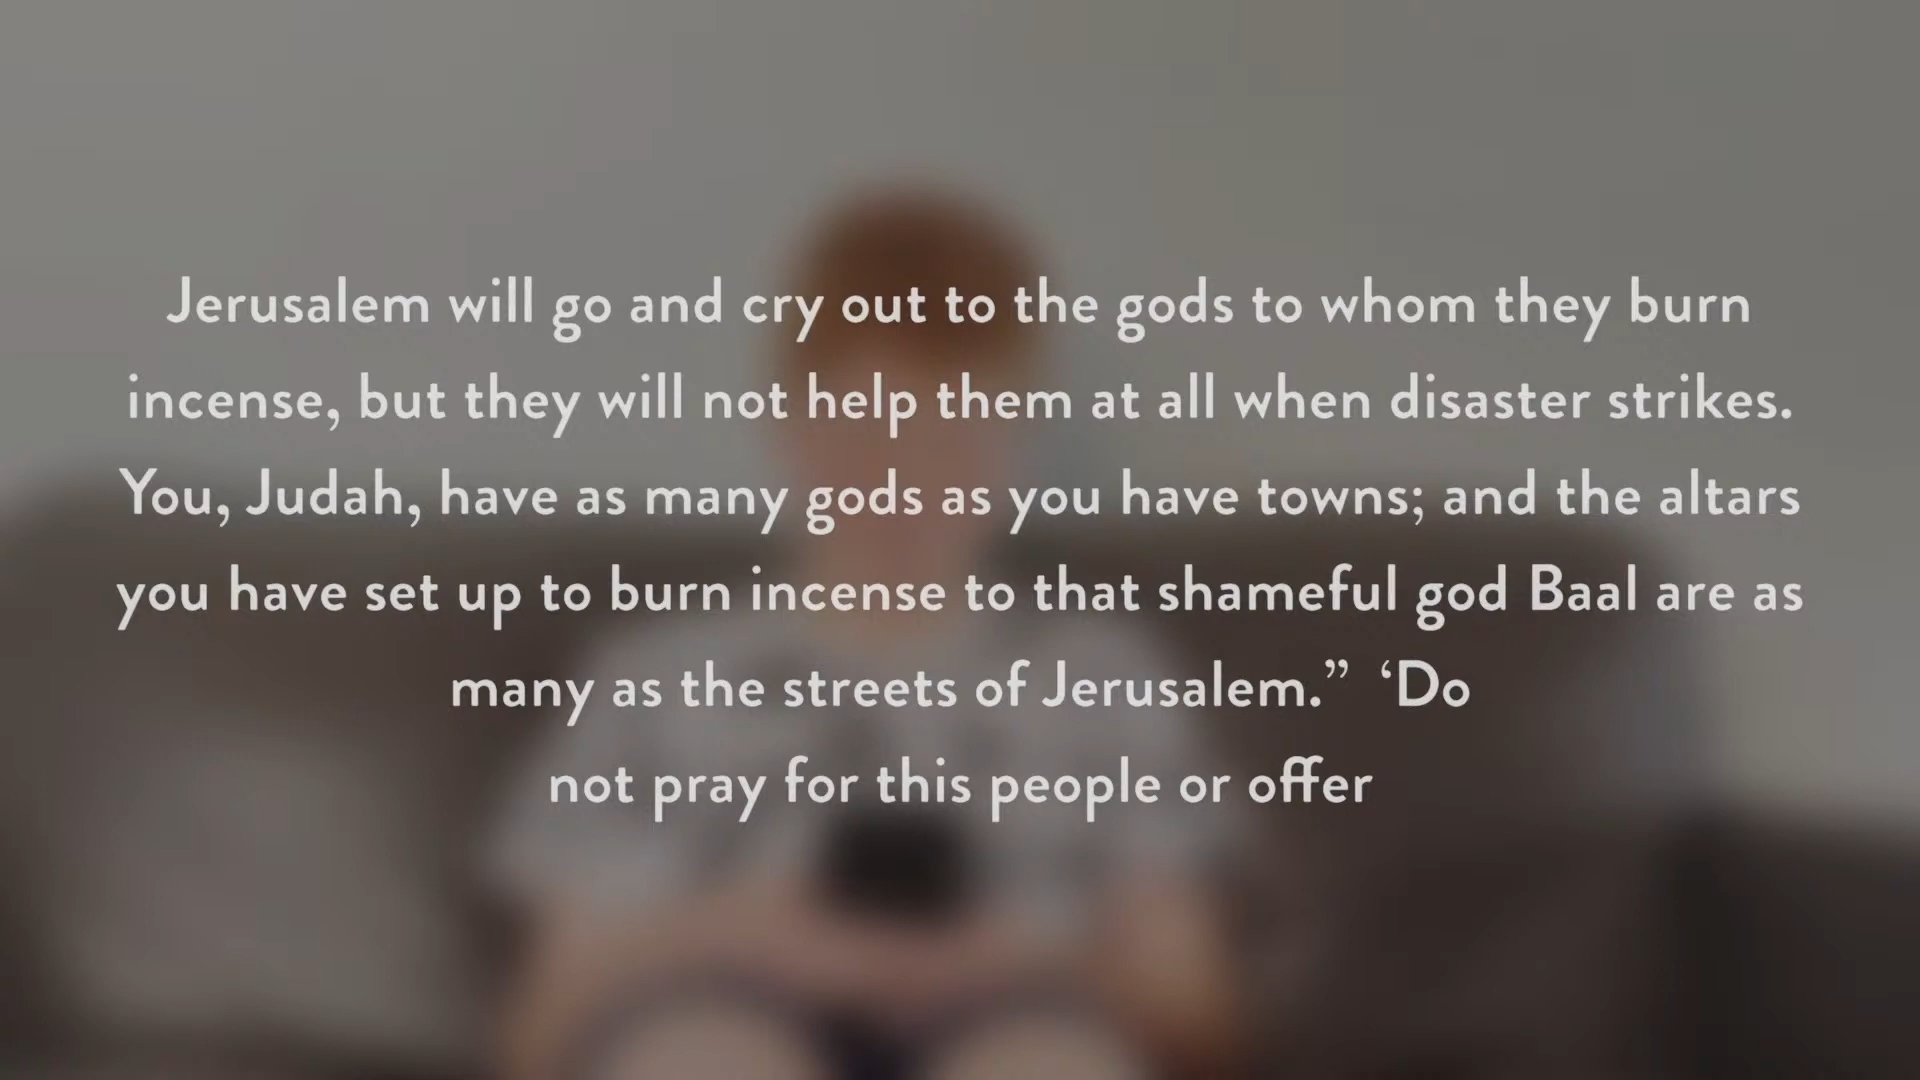 Jerusalem will go and cry out to the gods to whom they burn
incense, but they will not help them at all when disaster strikes.
You, Judah, have as many gods as you have towns; and the altars
you have set up to burn incense to that shameful god Baal are as
many as the streets of Jerusalem.”  ‘Do
not pray for this people or offer